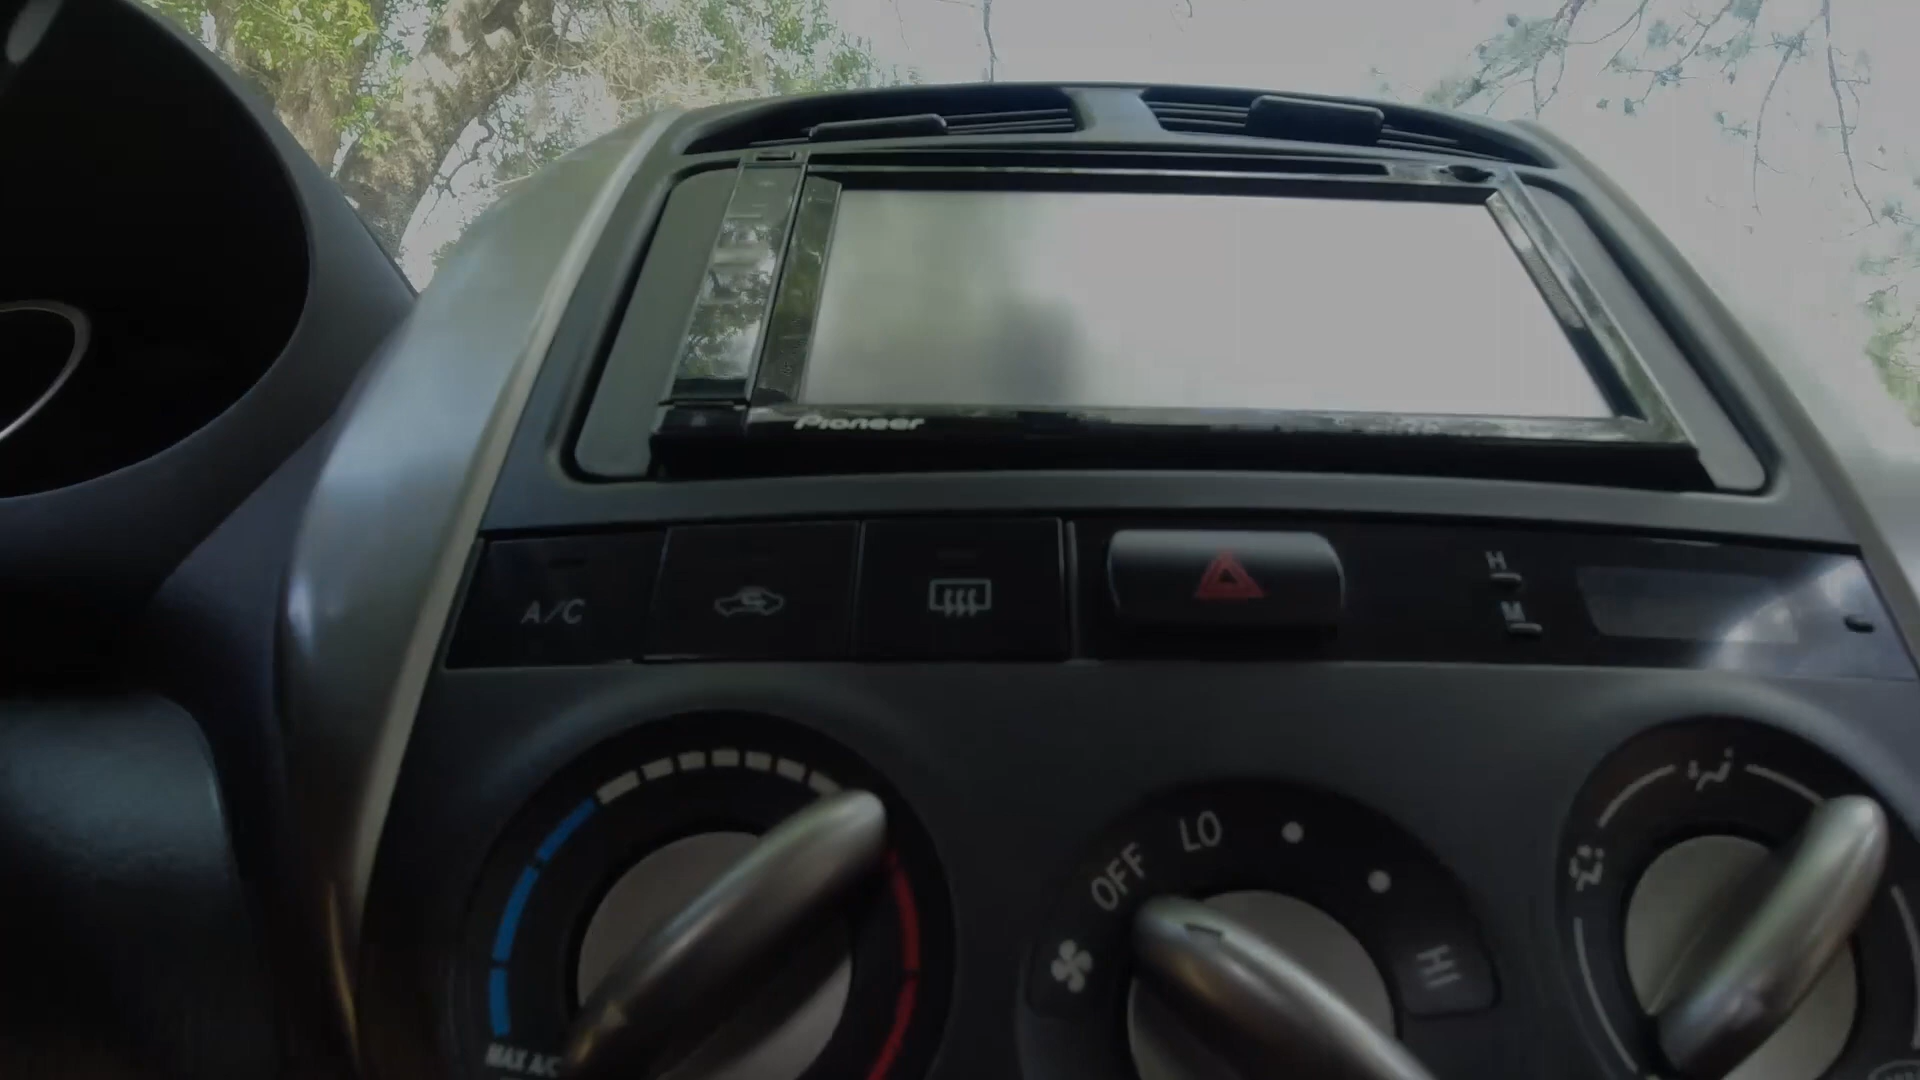 Pioneer
A/C
H
M
OFF
LO
HI
MAX A/C